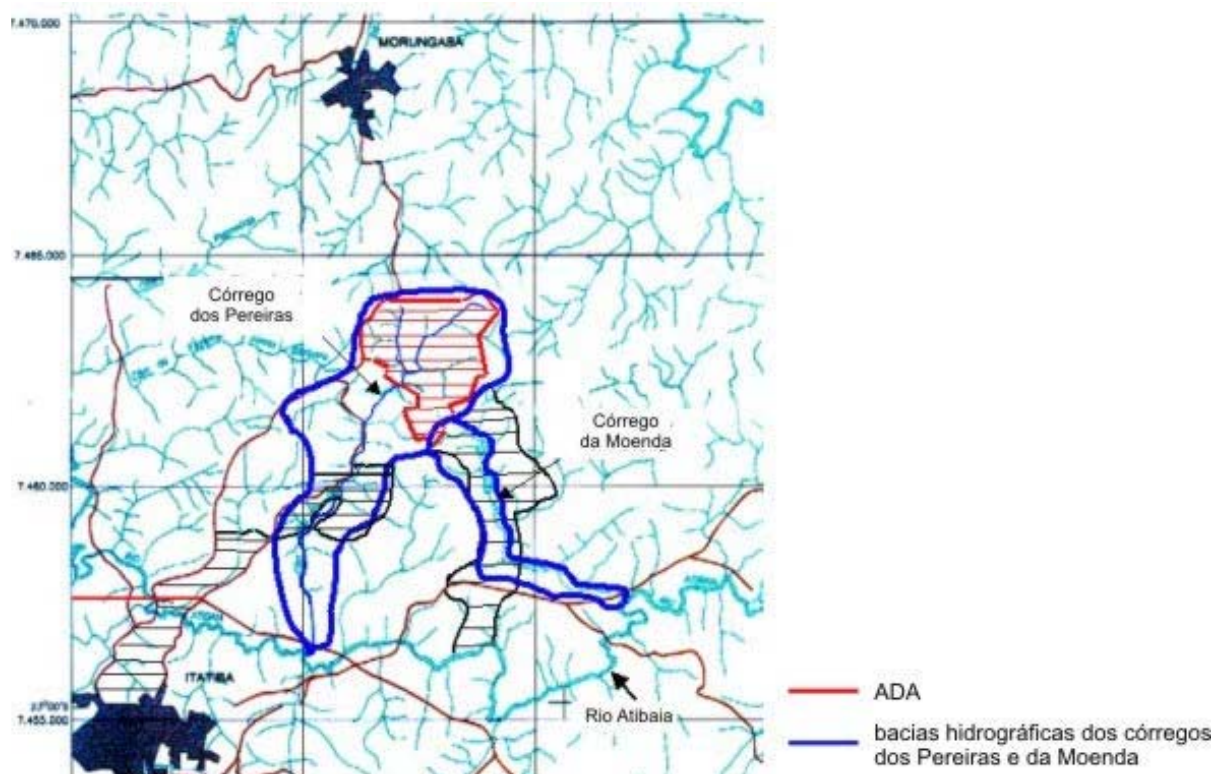 7.470.000
MORUNGABA
7.465.000
Córrego
dos Pereiras
Córrego
da Moenda
7.460.000
ITATIBA
Rio Atibaia
7.455.000
ADA
bacias hidrográficas dos córregos
dos Pereiras e da Moenda